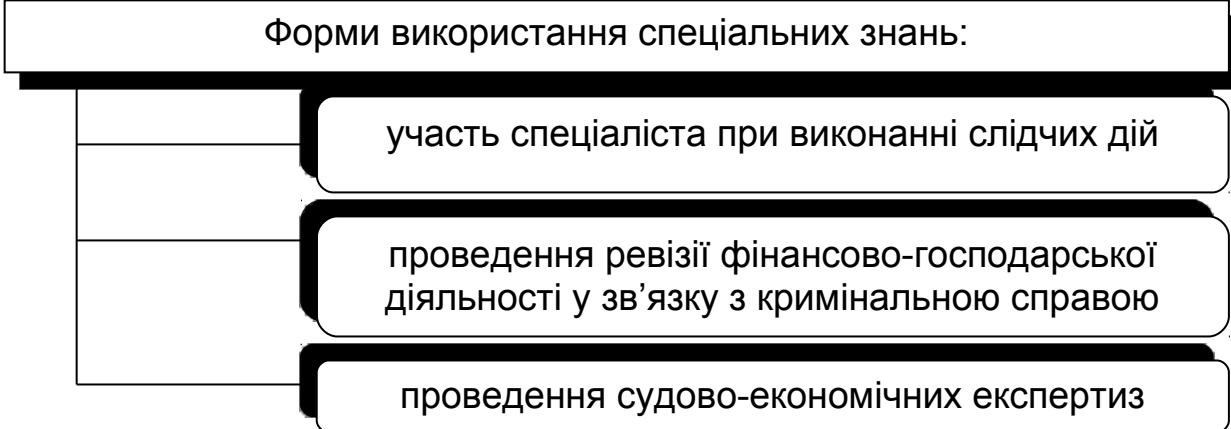 Форми використання спеціальних знань:
участь спеціаліста при виконанні слідчих дій
проведення ревізії фінансово-господарської
діяльності у зв’язку з кримінальною справою
проведення судово-економічних експертиз